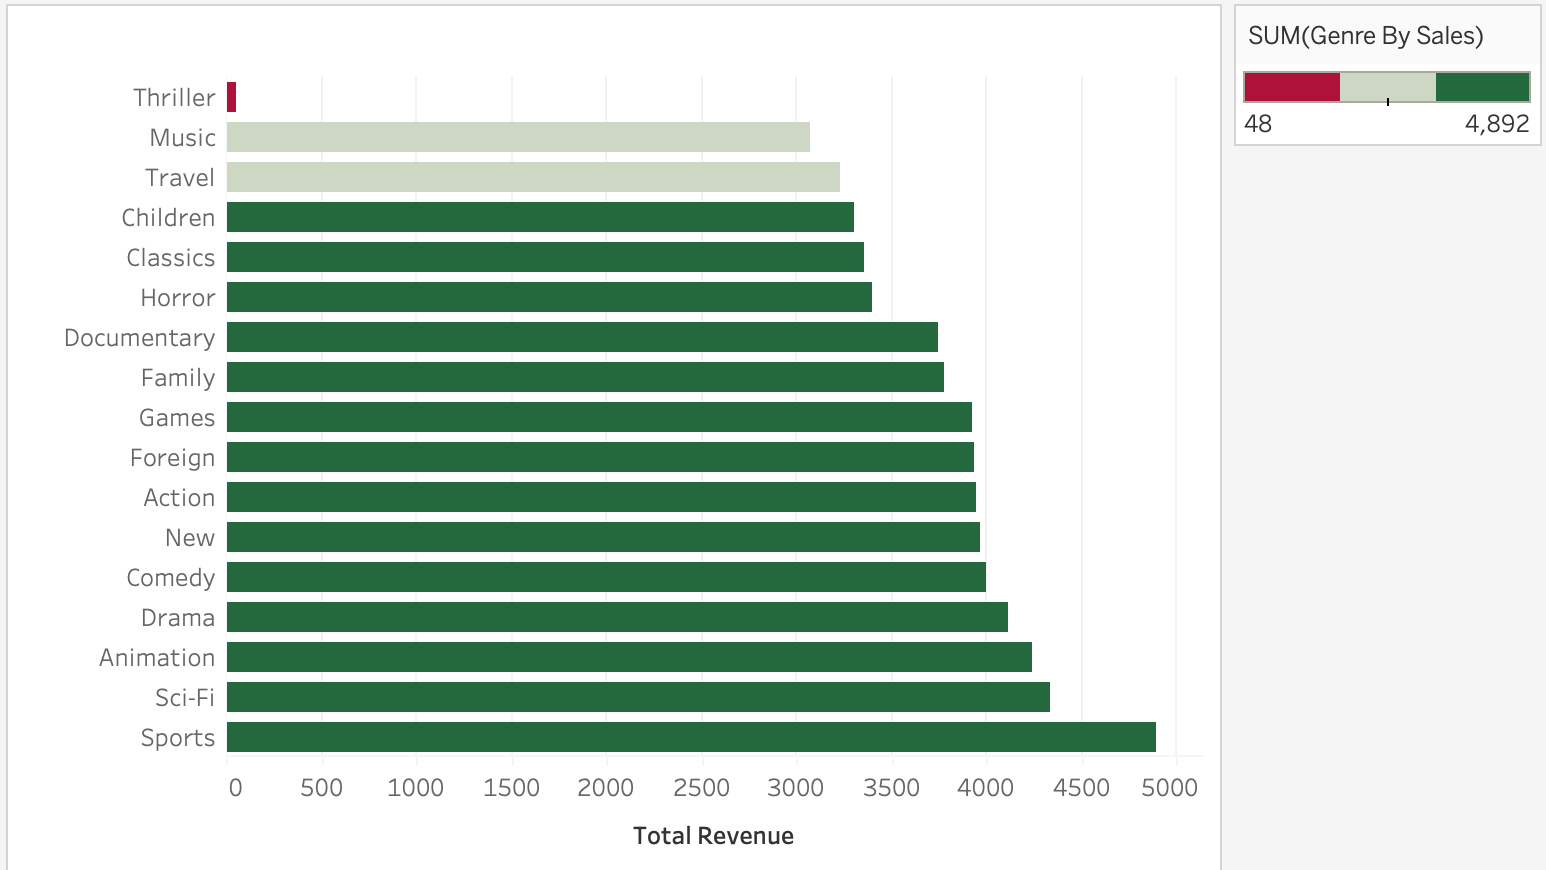 SUM(Genre By Sales)
48 4,892
Thriller
Music
Travel
Children
Classics
Horror
Documentary
Family
Games
Foreign
Action
New
Comedy
Drama
Animation
Sci-Fi
Sports
0 500 1000 1500 2000 2500 3000 3500 4000 4500 5000
Total Revenue